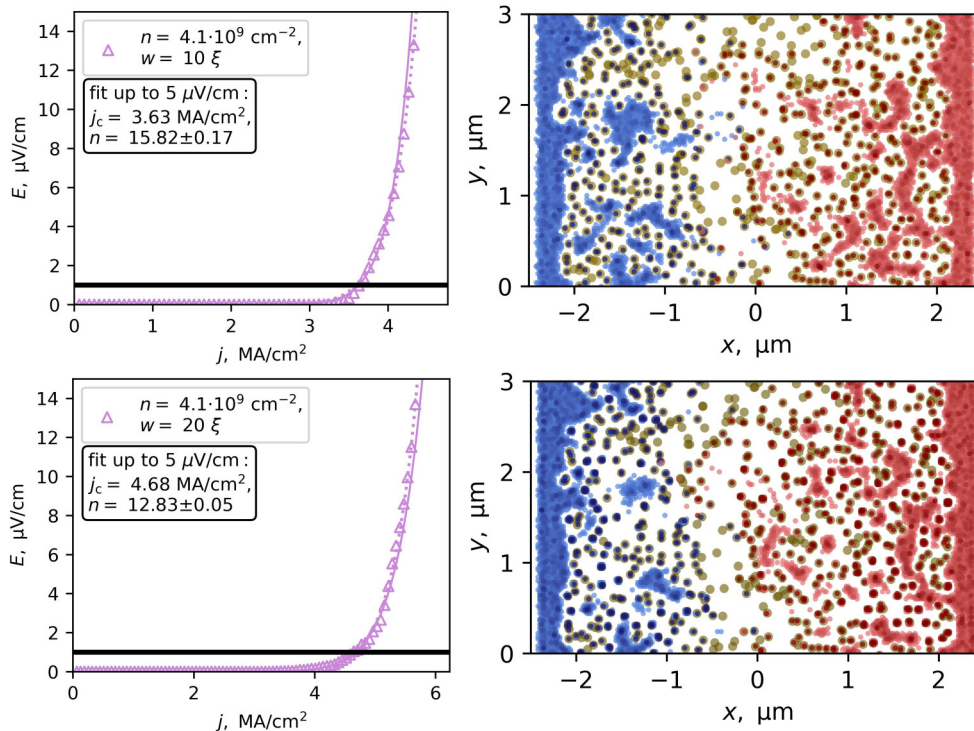 14
12
10
8
6
4
2
0
E, μV/cm
n = 4.1·10⁹ cm⁻²,
w = 10 ξ
fit up to 5 μV/cm :
j_c = 3.63 MA/cm²,
n = 15.82±0.17
0 1 2 3 4
j, MA/cm²
3
2
1
0
y, μm
−2 −1 0 1 2
x, μm
14
12
10
8
6
4
2
0
E, μV/cm
n = 4.1·10⁹ cm⁻²,
w = 20 ξ
fit up to 5 μV/cm :
j_c = 4.68 MA/cm²,
n = 12.83±0.05
0 2 4 6
j, MA/cm²
3
2
1
0
y, μm
−2 −1 0 1 2
x, μm